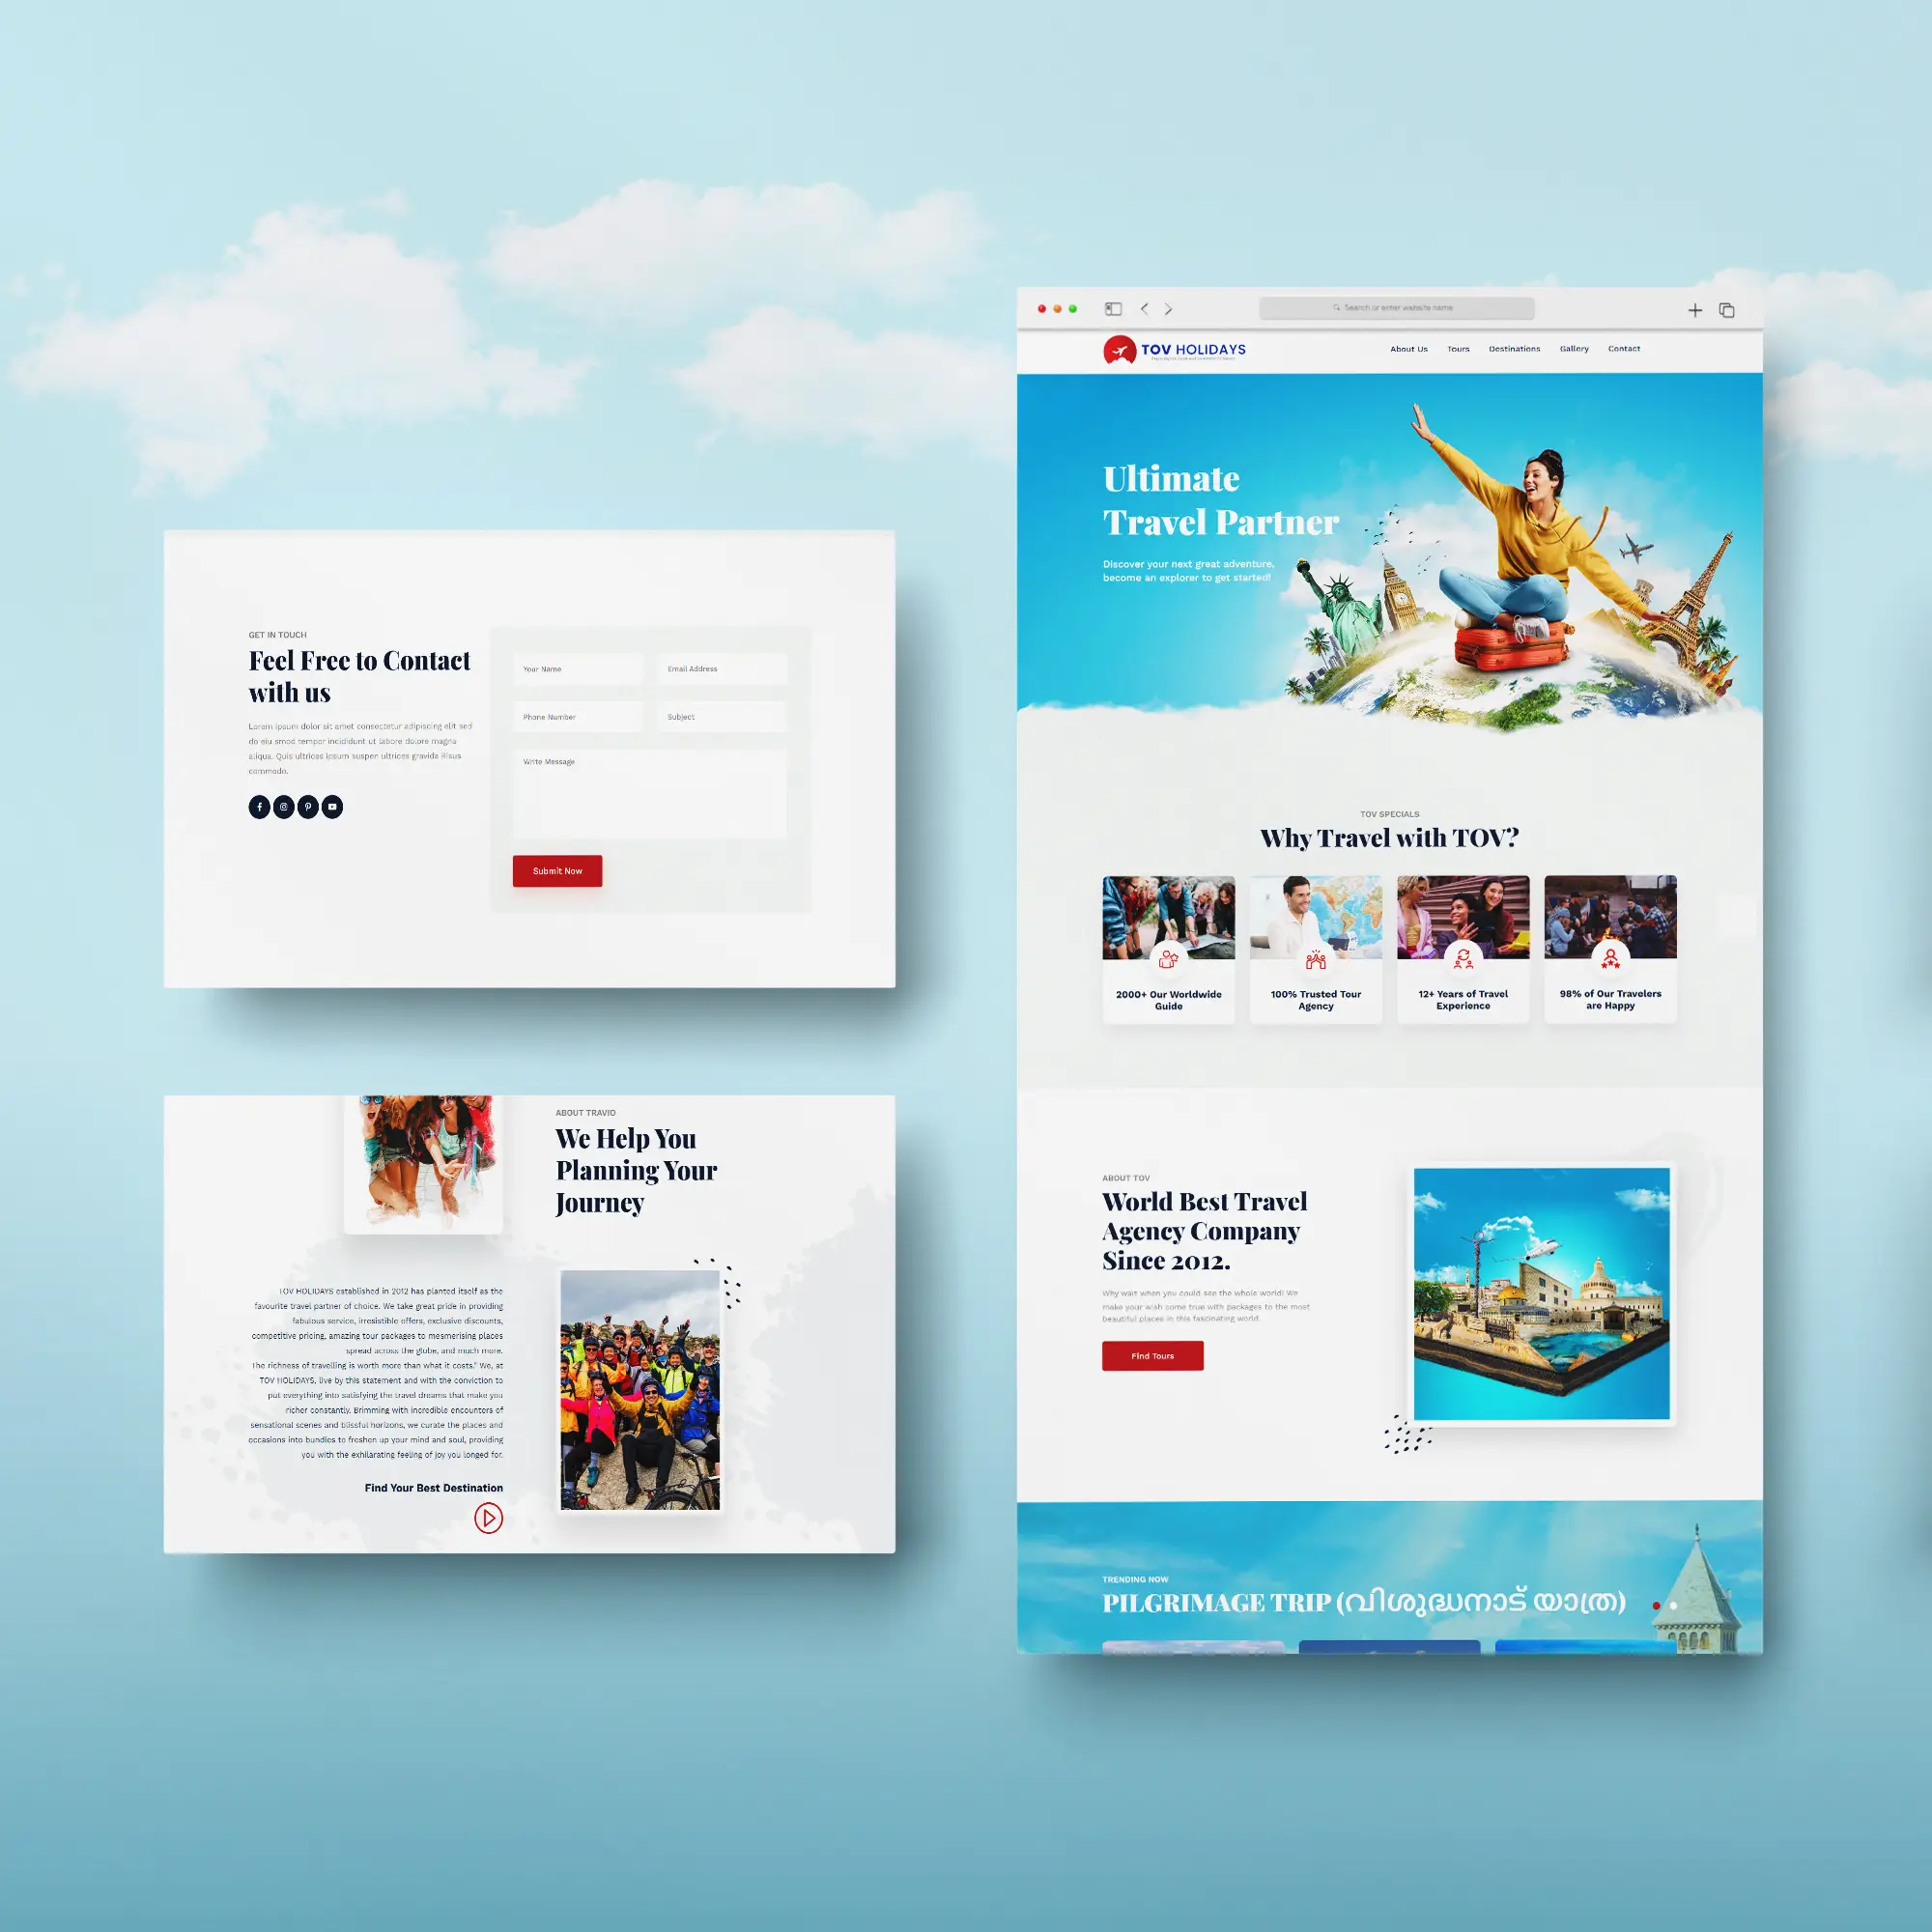 GET IN TOUCH
Feel Free to Contact
with us
Lorem ipsum dolor sit amet consectetur adipiscing elit sed
do eiu smod tempor incididunt ut labore dolore magna
aliqua. Quis ultrices ipsum suspen ultrices gravida Risus
commodo.
Your Name
Email Address
Phone Number
Subject
Write Message
Submit Now
ABOUT TRAVIO
We Help You
Planning Your
Journey
TOV HOLIDAYS established in 2012 has planted itself as the
favourite travel partner of choice. We take great pride in providing
fabulous service, irresistible offers, exclusive discounts,
competitive pricing, amazing tour packages to mesmerising places
spread across the globe, and much more.
The richness of travelling is worth more than what it costs." We, at
TOV HOLIDAYS, live by this statement and with the conviction to
put everything into satisfying the travel dreams that make you
richer constantly. Brimming with incredible encounters of
sensational scenes and blissful horizons, we curate the places and
occasions into bundles to freshen up your mind and soul, providing
you with the exhilarating feeling of joy you longed for.
Find Your Best Destination
Search or enter website name
TOV HOLIDAYS
About Us
Tours
Destinations
Gallery
Contact
Ultimate
Travel Partner
Discover your next great adventure,
become an explorer to get started!
TOV SPECIALS
Why Travel with TOV?
2000+ Our Worldwide
Guide
100% Trusted Tour
Agency
12+ Years of Travel
Experience
98% of Our Travelers
are Happy
ABOUT TOV
World Best Travel
Agency Company
Since 2012.
Why wait when you could see the whole world! We
make your wish come true with packages to the most
beautiful places in this fascinating world.
Find Tours
TRENDING NOW
PILGRIMAGE TRIP (വിശുദ്ധനാട് യാത്ര)